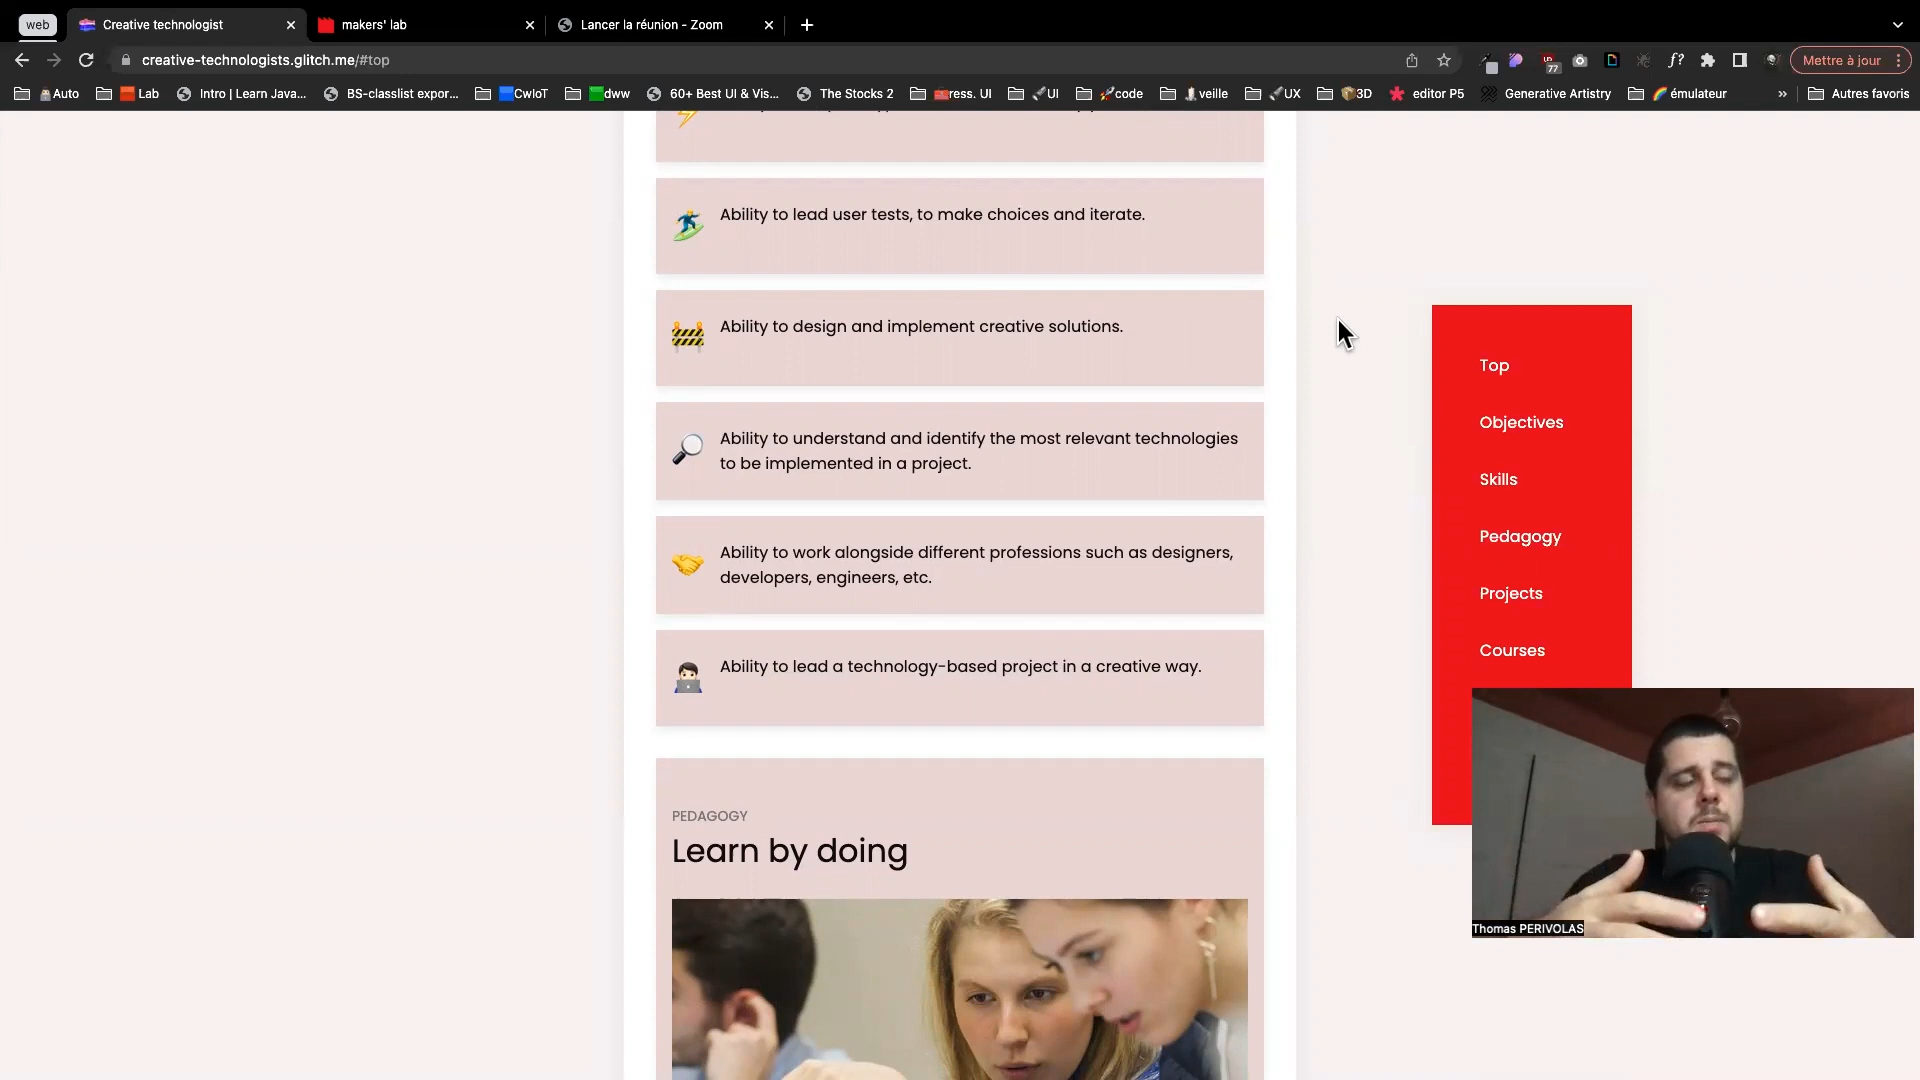 web
Creative technologist
makers' lab
Lancer la réunion - Zoom
creative-technologists.glitch.me/#top
77
Mettre à jour
Auto
Lab
Intro | Learn Java...
BS-classlist expor...
CwIoT
dww
60+ Best UI & Vis...
The Stocks 2
ress. UI
UI
code
veille
UX
3D
editor P5
Generative Artistry
émulateur
»
Autres favoris
Ability to lead user tests, to make choices and iterate.
Ability to design and implement creative solutions.
Ability to understand and identify the most relevant technologies
to be implemented in a project.
Ability to work alongside different professions such as designers,
developers, engineers, etc.
Ability to lead a technology-based project in a creative way.
PEDAGOGY
Learn by doing
Top
Objectives
Skills
Pedagogy
Projects
Courses
Thomas PERIVOLAS